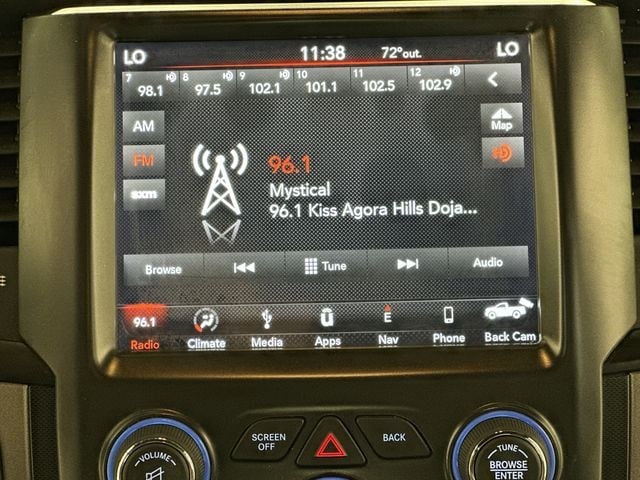 LO 11:38 72°out. LO
7 98.1 8 97.5 9 102.1 10 101.1 11 102.5 12 102.9
AM
Map
FM
96.1
Mystical
sxm
96.1 Kiss Agora Hills Doja...
Browse Tune Audio
96.1
E
Radio Climate Media Apps Nav Phone Back Cam
SCREEN OFF
BACK
VOLUME
TUNE
BROWSE
ENTER